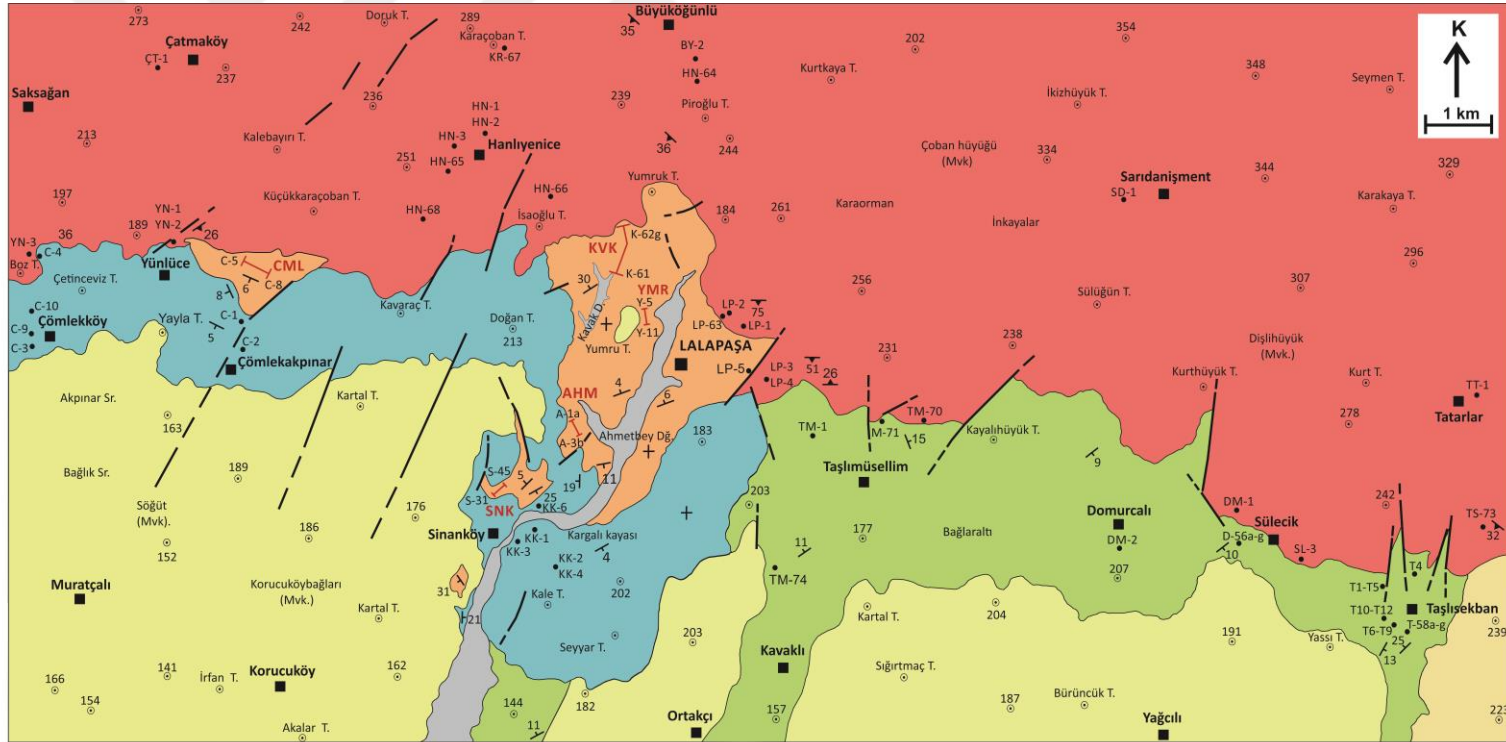 273
242
Doruk T.
289
Karaçoban T.
KR-67
35
Büyüköğünlü
BY-2
HN-64
202
354
K
1 km
Çatmaköy
ÇT-1
237
Saksağan
236
239
Piroğlu T.
Kurtkaya T.
İkizhüyük T.
348
Seymen T.
213
Kalebayırı T.
HN-1
HN-2
HN-3
HN-65
Hanlıyenice
251
36
244
Çoban hüyüğü
(Mvk)
334
344
329
197
Küçükkaraçoban T.
HN-68
HN-66
İsaoğlu T.
Yumruk T.
184
261
Karaorman
Sarıdanişment
SD-1
İnkayalar
Karakaya T.
YN-1
YN-2
189
26
YN-3
36
C-4
Boz T.
Yünlüce
C-5
CML
C-8
6
8
KVK
K-62g
K-61
30
YMR
Y-5
Y-11
Kavak D.
Yumru T.
256
296
307
Sülüğün T.
Çetinceviz T.
C-10
C-9
C-3
Çömlekköy
Yayla T.
5
C-1
C-2
Çömlekakpınar
Kavaraç T.
Doğan T.
213
LP-2
LP-63
LP-1
75
LALAPAŞA
LP-5
LP-3
LP-4
51
26
231
238
Dişlihüyük
(Mvk.)
Kurthüyük T.
Kurt T.
TT-1
Tatarlar
278
Akpınar Sr.
163
Kartal T.
4
6
AHM
A-1a
A-3b
Ahmetbey Dğ.
183
TM-1
M-71
TM-70
15
Kayalıhüyük T.
9
Bağlık Sr.
189
S-45
S-31
5
SNK
25
KK-6
19
11
203
Taşlımüsellim
Söğüt
(Mvk).
152
186
176
Sinanköy
KK-1
KK-3
KK-2
KK-4
Kargalı kayası
4
177
Bağlaraltı
Domurcalı
DM-2
207
DM-1
Sülecik
D-56a-g
10
SL-3
242
TS-73
32
Muratçalı
Korucuköybağları
(Mvk.)
Kartal T.
31
21
Kale T.
202
11
TM-74
Kartal T.
204
T4
T1-T5
T10-T12
T6-T9
Taşlısekban
T-58a-g
25
13
239
Seyyar T.
203
Kavaklı
Sığırtmaç T.
191
Yassı T.
166
154
141
İrfan T.
Korucuköy
162
Akalar T.
144
11
182
Ortakçı
157
187
Bürüncük T.
Yağcılı
223